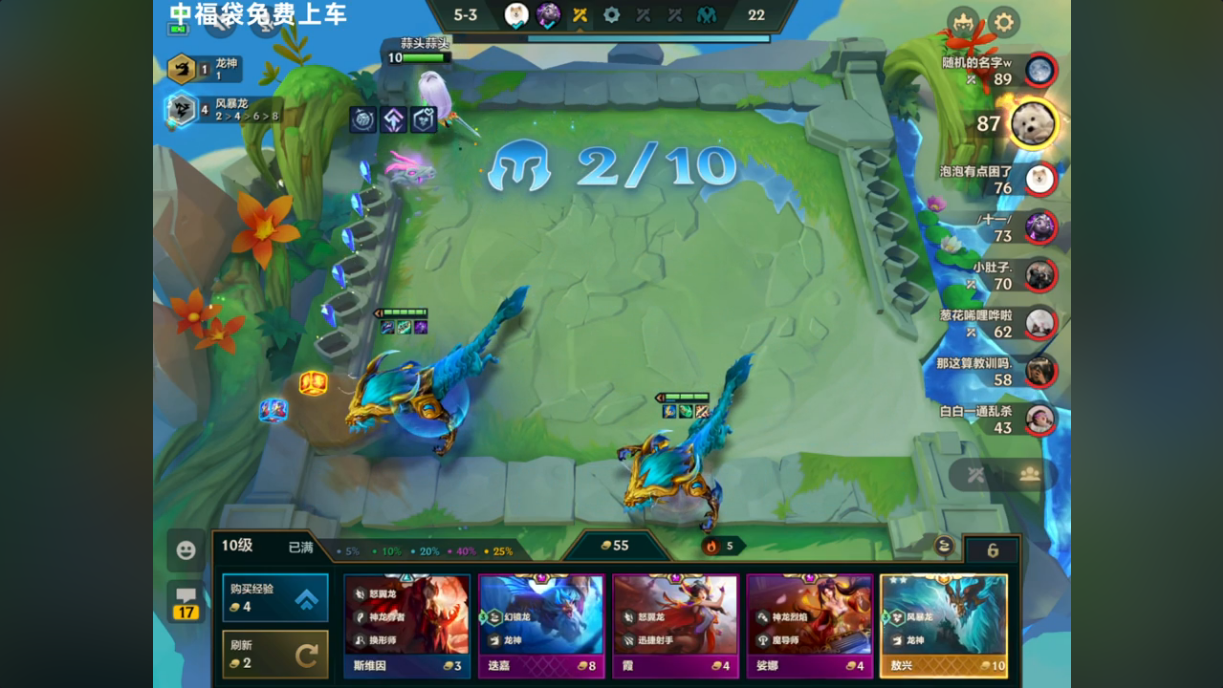 中福袋免费上车
5-3
22
蒜头蒜头
10
1
龙神
1
4
风暴龙
2 > 4 > 6 > 8
2/10
随机的名字w
89
87
泡泡有点困了
76
/十一/
73
小肚子.
70
葱花唏哩哗啦
62
那这算教训吗.
58
白白一通乱杀
43
10级
已满
5%
10%
20%
40%
25%
55
5
6
17
购买经验
4
刷新
2
怒翼龙
神龙尊者
换形师
斯维因
3
幻镜龙
龙神
迭嘉
8
怒翼龙
迅捷射手
霞
4
神龙烈焰
魔导师
娑娜
4
风暴龙
龙神
敖兴
10